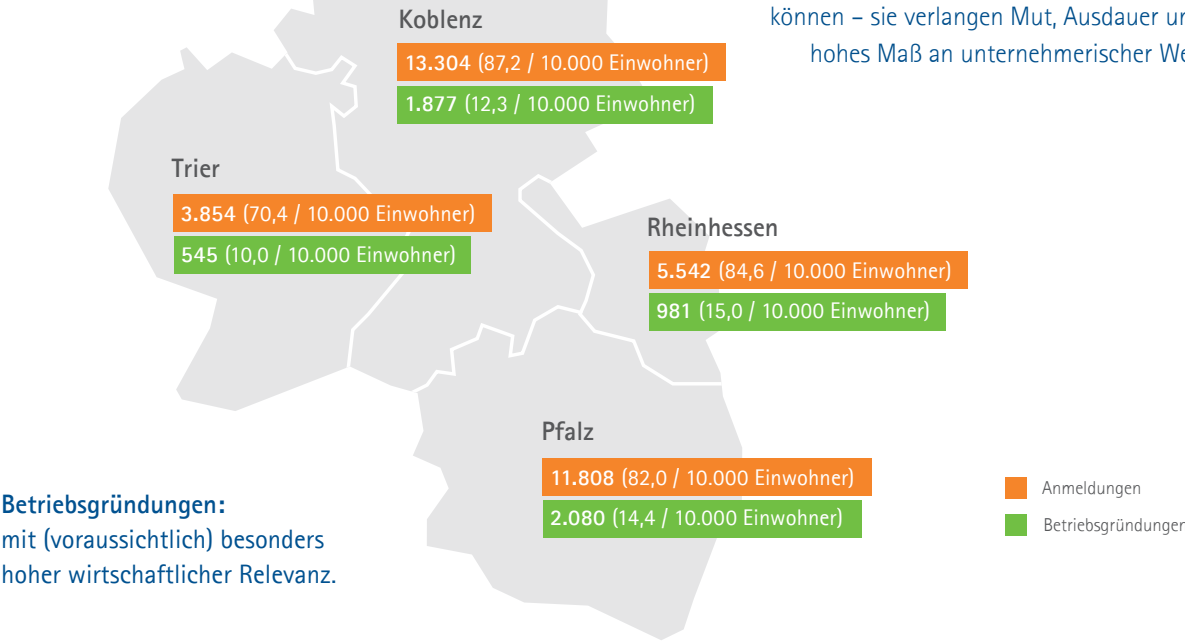 können – sie verlangen Mut, Ausdauer
hohes Maß an unternehmerischer
Koblenz
13.304 (87,2 / 10.000 Einwohner)
1.877 (12,3 / 10.000 Einwohner)
Trier
3.854 (70,4 / 10.000 Einwohner)
545 (10,0 / 10.000 Einwohner)
Rheinhessen
5.542 (84,6 / 10.000 Einwohner)
981 (15,0 / 10.000 Einwohner)
Pfalz
11.808 (82,0 / 10.000 Einwohner)
2.080 (14,4 / 10.000 Einwohner)
Anmeldungen
Betriebsgründungen
Betriebsgründungen:
mit (voraussichtlich) besonders
hoher wirtschaftlicher Relevanz.